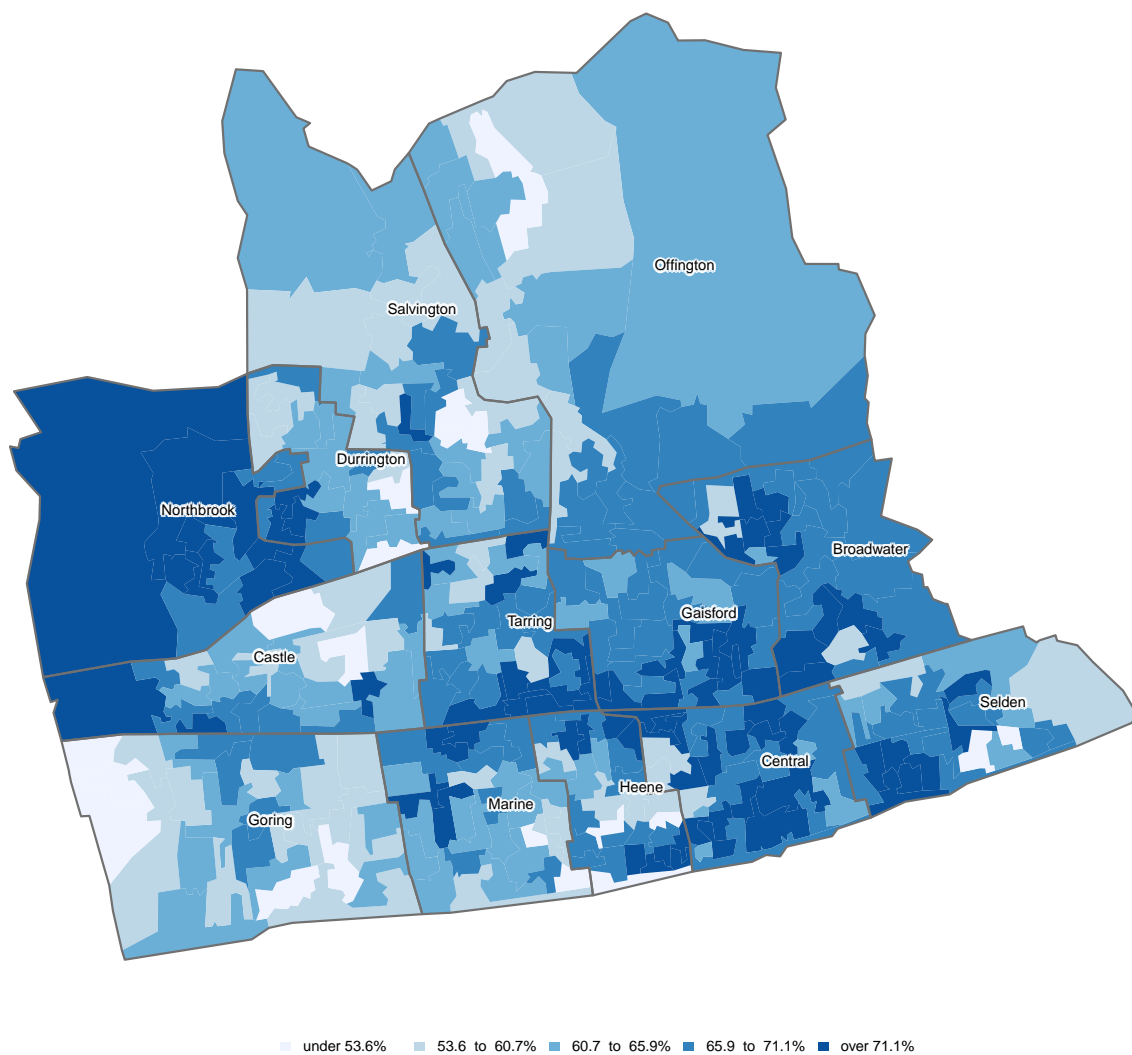 Offington
Salvington
Durrington
Northbrook
Broadwater
Gaisford
Tarring
Castle
Selden
Central
Heene
Marine
Goring
under 53.6% 53.6 to 60.7% 60.7 to 65.9% 65.9 to 71.1% over 71.1%